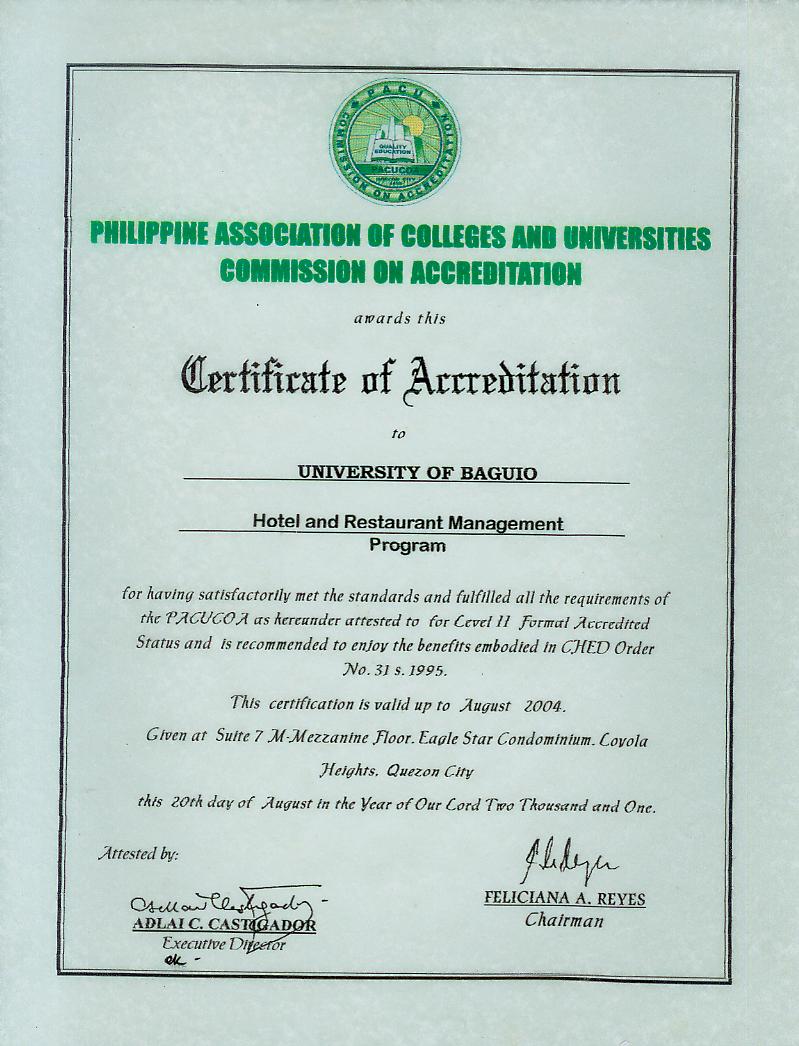 PACU
COMMISSION ON ACCREDITATION
QUALITY
EDUCATION
PACUCOA
PHILIPPINE ASSOCIATION OF COLLEGES AND UNIVERSITIES
COMMISSION ON ACCREDITATION
awards this
Certificate of Accreditation
to
UNIVERSITY OF BAGUIO
Hotel and Restaurant Management
Program
for having satisfactorily met the standards and fulfilled all the requirements of
the PACUCOA as hereunder attested to for Level II Formal Accredited
Status and is recommended to enjoy the benefits embodied in CHED Order
No. 31 s. 1995.
This certification is valid up to August 2004.
Given at Suite 7 M-Mezzanine Floor. Eagle Star Condominium. Loyola
Heights. Quezon City
this 20th day of August in the Year of Our Lord Two Thousand and One.
Attested by:
ADLAI C. CASTIGADOR
Executive Director
FELICIANA A. REYES
Chairman